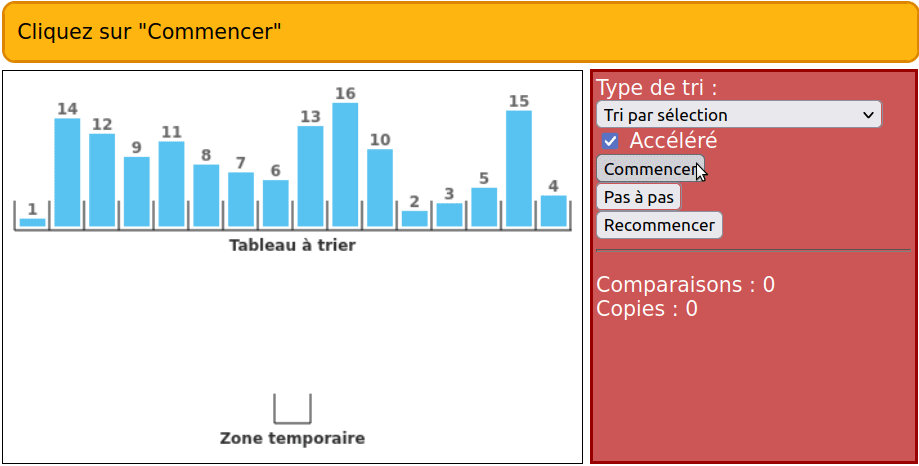 Cliquez sur "Commencer"
1 14 12 9 11 8 7 6 13 16 10 2 3 5 15 4
Tableau à trier
Zone temporaire
Type de tri :
Tri par sélection
Accéléré
Commencer
Pas à pas
Recommencer
Comparaisons : 0
Copies : 0